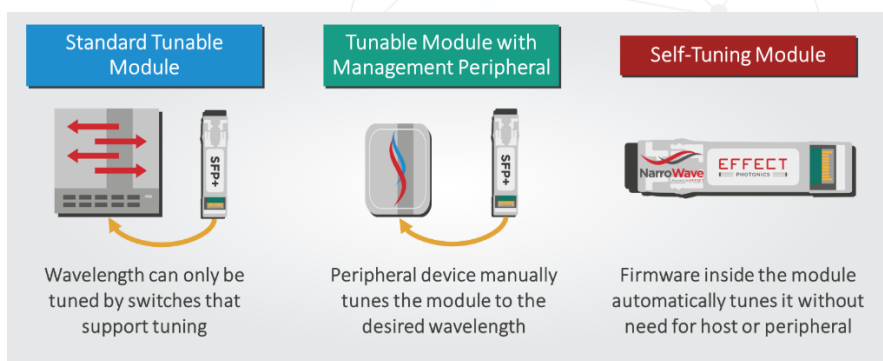 Standard Tunable
Module
Tunable Module with
Management Peripheral
Self-Tuning Module
SFP+
SFP+
NarroWave
EFFECT
PHOTONICS
Wavelength can only be
tuned by switches that
support tuning
Peripheral device manually
tunes the module to the
desired wavelength
Firmware inside the module
automatically tunes it without
need for host or peripheral